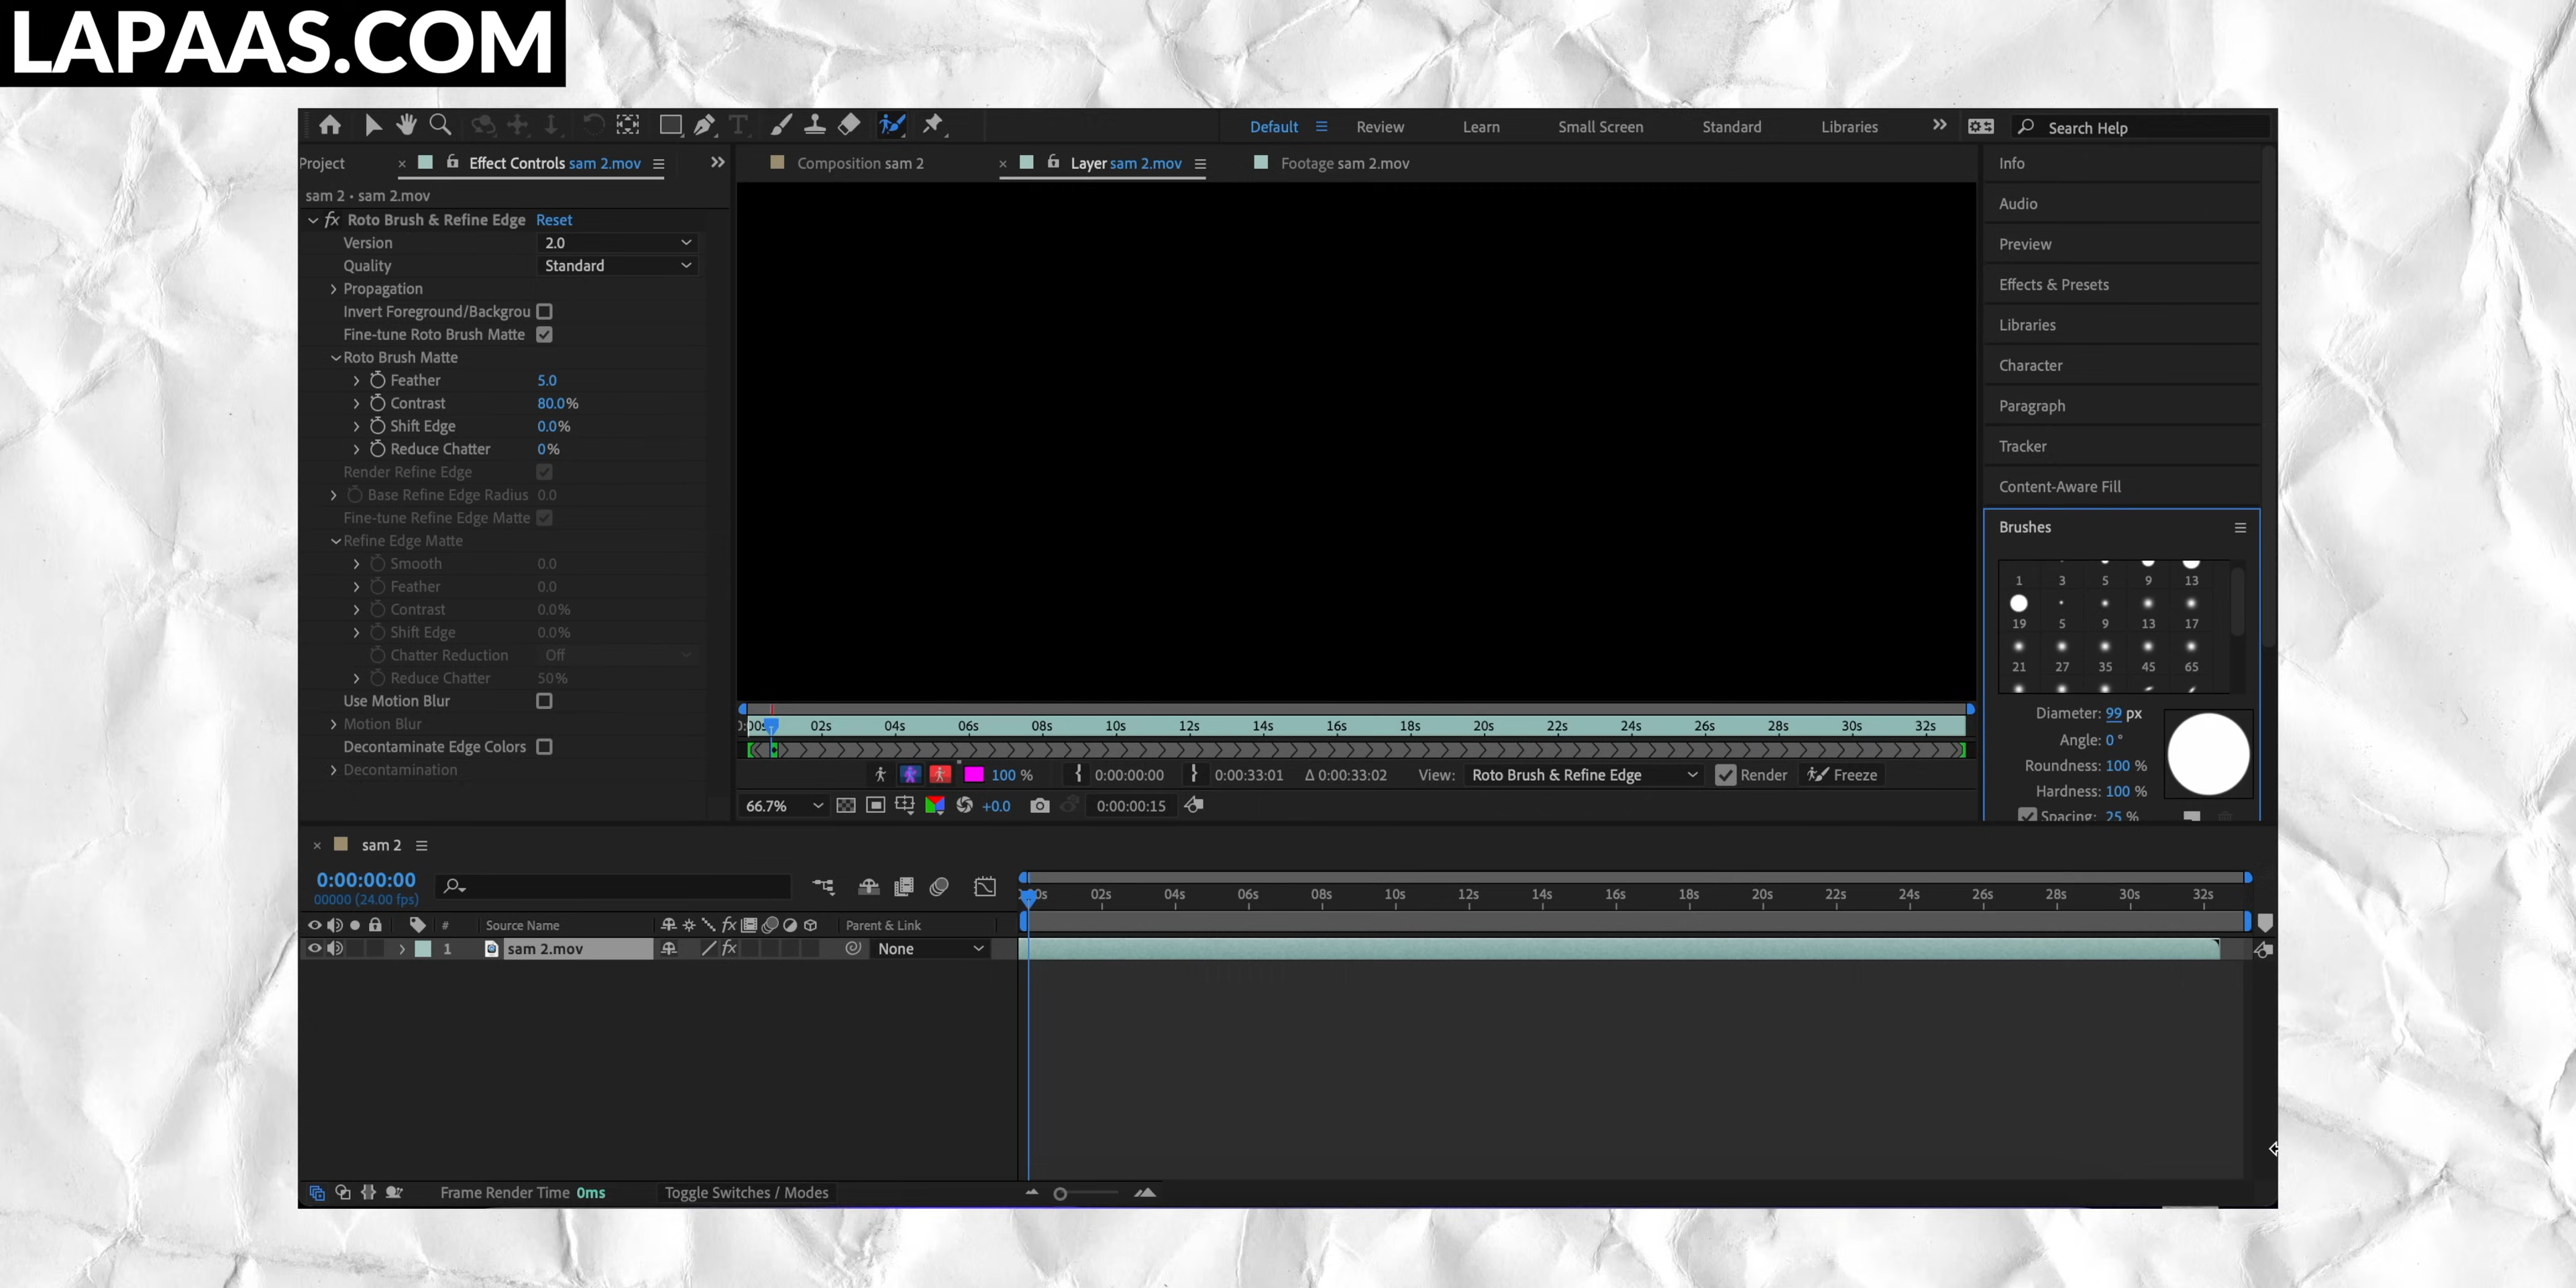 LAPAAS.COM
Default
Review
Learn
Small Screen
Standard
Libraries
Search Help
Project
Effect Controls sam 2.mov
sam 2 • sam 2.mov
fx Roto Brush & Refine Edge Reset
Version 2.0
Quality Standard
Propagation
Invert Foreground/Backgrou
Fine-tune Roto Brush Matte
Roto Brush Matte
Feather 5.0
Contrast 80.0%
Shift Edge 0.0%
Reduce Chatter 0%
Render Refine Edge
Base Refine Edge Radius 0.0
Fine-tune Refine Edge Matte
Refine Edge Matte
Smooth 0.0
Feather 0.0
Contrast 0.0%
Shift Edge 0.0%
Chatter Reduction Off
Reduce Chatter 50%
Use Motion Blur
Motion Blur
Decontaminate Edge Colors
Decontamination
Composition sam 2
Layer sam 2.mov
Footage sam 2.mov
02s 04s 06s 08s 10s 12s 14s 16s 18s 20s 22s 24s 26s 28s 30s 32s
100 % 0:00:00:00 0:00:33:01 Δ 0:00:33:02 View: Roto Brush & Refine Edge Render Freeze
66.7% +0.0 0:00:00:15
Info
Audio
Preview
Effects & Presets
Libraries
Character
Paragraph
Tracker
Content-Aware Fill
Brushes
1 3 5 9 13
19 5 9 13 17
21 27 35 45 65
Diameter: 99 px
Angle: 0 °
Roundness: 100 %
Hardness: 100 %
Spacing: 25 %
sam 2
0:00:00:00
00000 (24.00 fps)
02s 04s 06s 08s 10s 12s 14s 16s 18s 20s 22s 24s 26s 28s 30s 32s
# Source Name fx Parent & Link
1 sam 2.mov fx None
Frame Render Time 0ms Toggle Switches / Modes